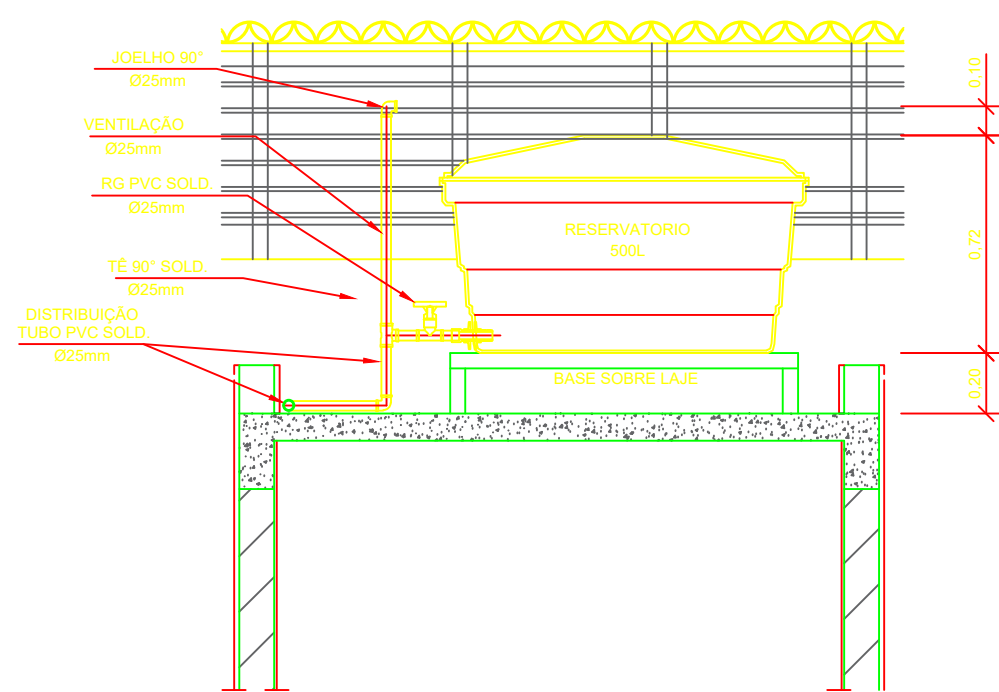 JOELHO 90°
Ø25mm
VENTILAÇÃO
Ø25mm
RG PVC SOLD.
Ø25mm
TÊ 90° SOLD.
Ø25mm
DISTRIBUIÇÃO
TUBO PVC SOLD.
Ø25mm
RESERVATORIO
500L
BASE SOBRE LAJE
0,10
0,72
0,20